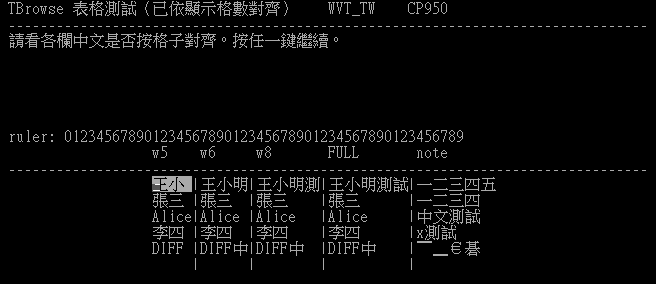 TBrowse 表格測試（已依顯示格數對齊）    WVT_TW    CP950
--------------------------------------------------------------------------------
請看各欄中文是否按格子對齊。按任一鍵繼續。
ruler: 01234567890123456789012345678901234567890123456789
w5    w6    w8    FULL    note
--------------------------------------------------------------------------------
王小 |王小明|王小明測|王小明測試|一二三四五
張三 |張三  |張三    |張三      |一二三四
Alice|Alice |Alice   |Alice     |中文測試
李四 |李四  |李四    |李四      |x測試
DIFF |DIFF中|DIFF中  |DIFF中    |▔▁€碁
|      |        |          |